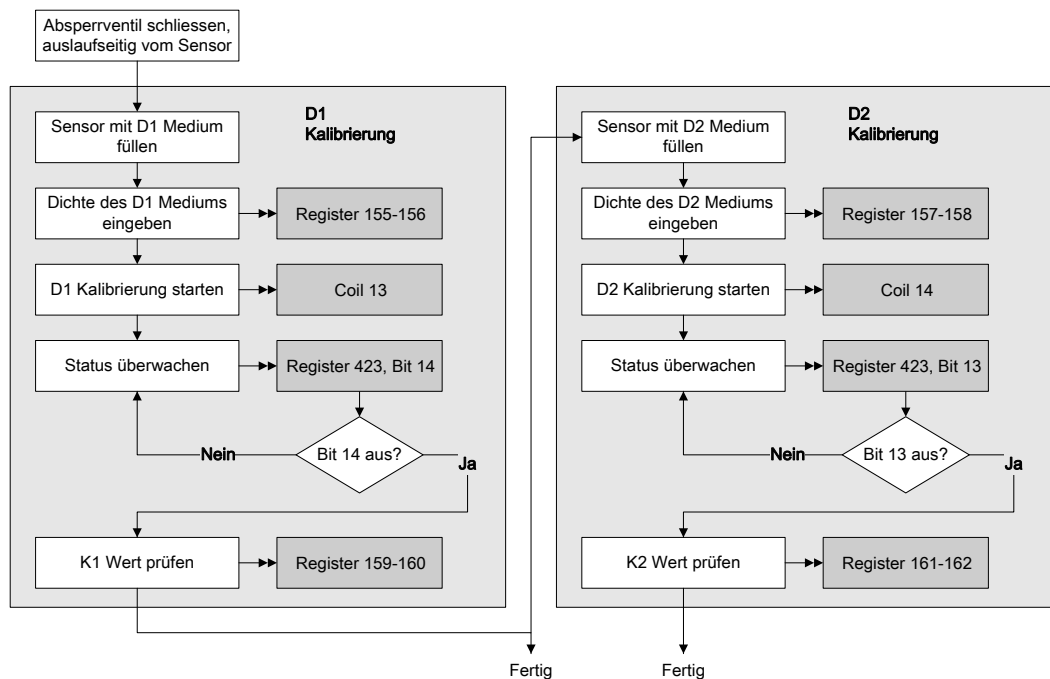 Absperrventil schliessen,
auslaufseitig vom Sensor
D1
Kalibrierung
Sensor mit D1 Medium
füllen
Dichte des D1 Mediums
eingeben
Register 155-156
D1 Kalibrierung starten
Coil 13
Status überwachen
Register 423, Bit 14
Bit 14 aus?
Nein
Ja
K1 Wert prüfen
Register 159-160
Fertig
D2
Kalibrierung
Sensor mit D2 Medium
füllen
Dichte des D2 Mediums
eingeben
Register 157-158
D2 Kalibrierung starten
Coil 14
Status überwachen
Register 423, Bit 13
Bit 13 aus?
Nein
Ja
K2 Wert prüfen
Register 161-162
Fertig